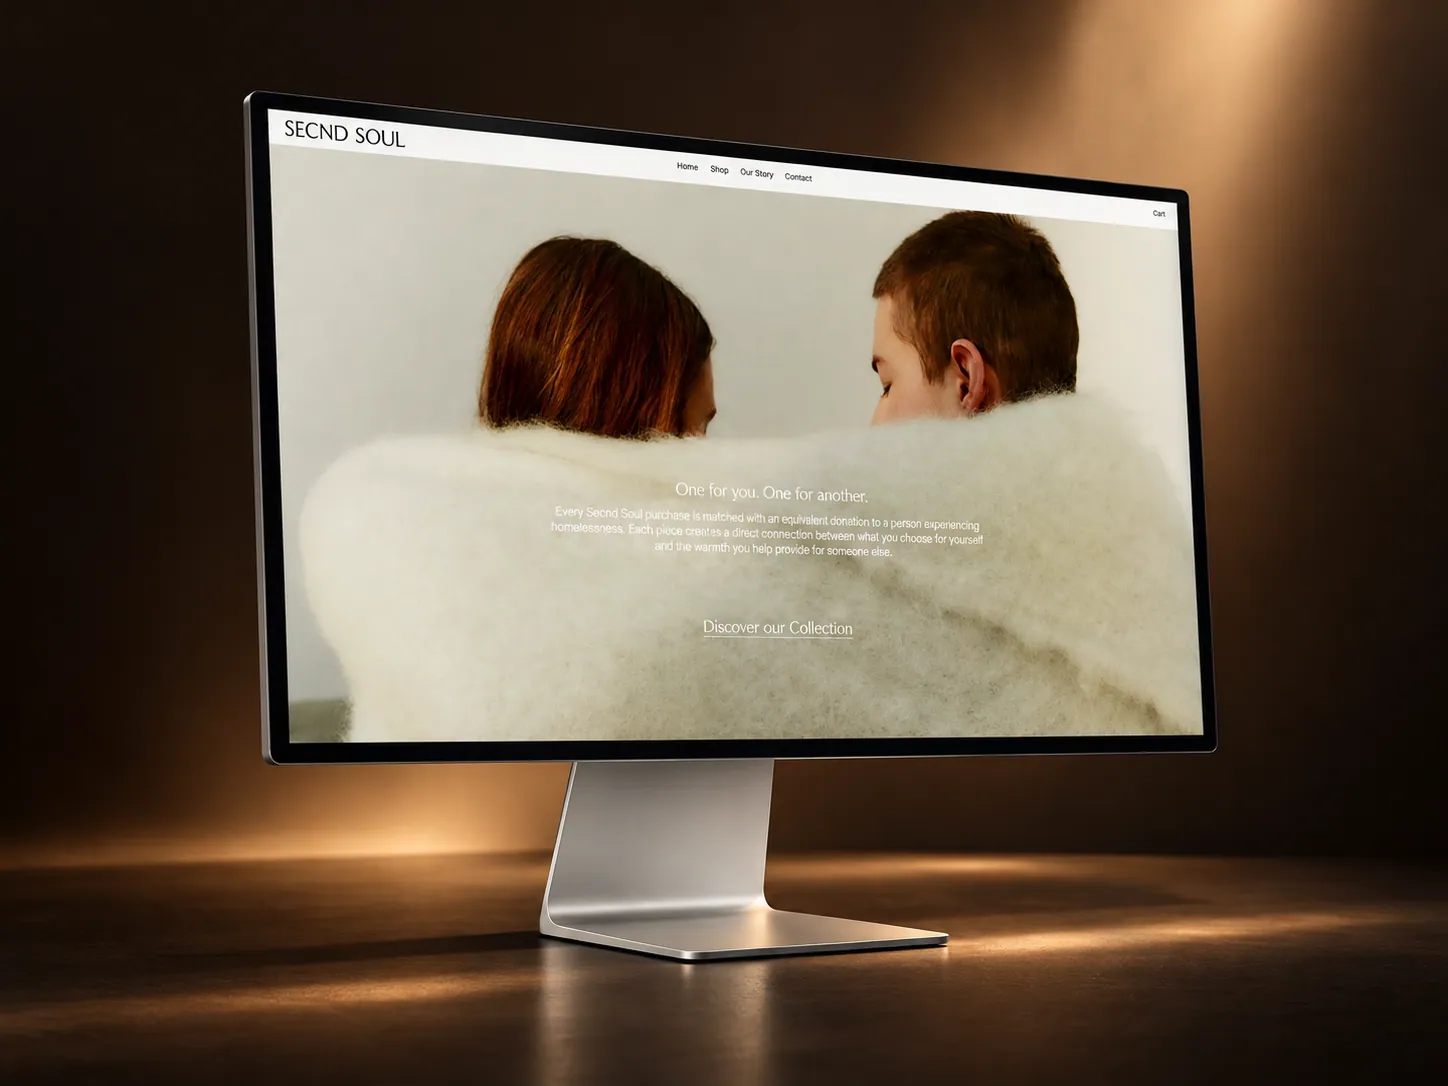 SECND SOUL
Home Shop Our Story Contact
Cart
One for you. One for another.
Every Secnd Soul purchase is matched with an equivalent donation to a person experiencing
homelessness. Each piece creates a direct connection between what you choose for yourself
and the warmth you help provide for someone else.
Discover our Collection